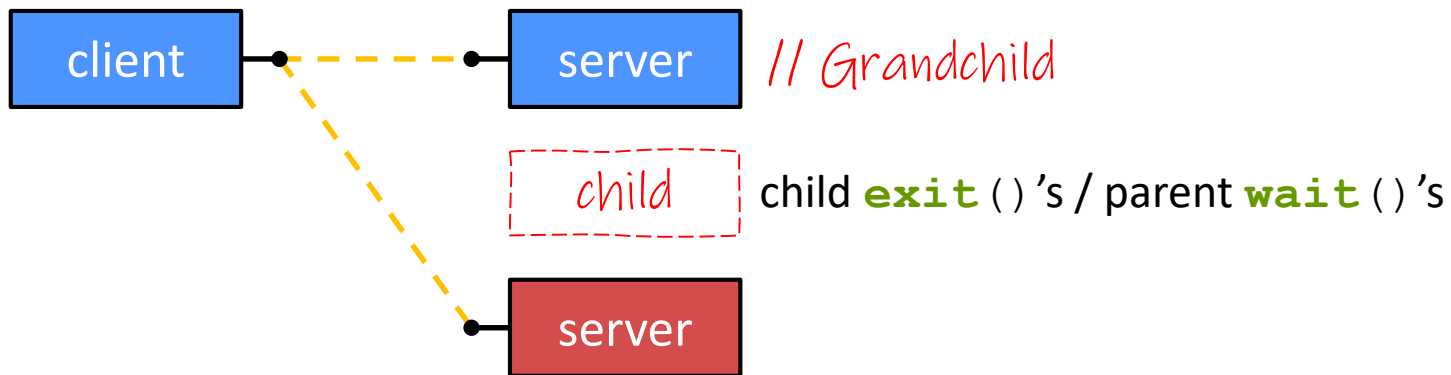 client server // Grandchild
child child exit()’s / parent wait()’s
server